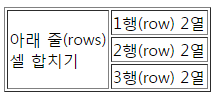 아래 줄(rows)
셀 합치기
1행(row) 2열
2행(row) 2열
3행(row) 2열